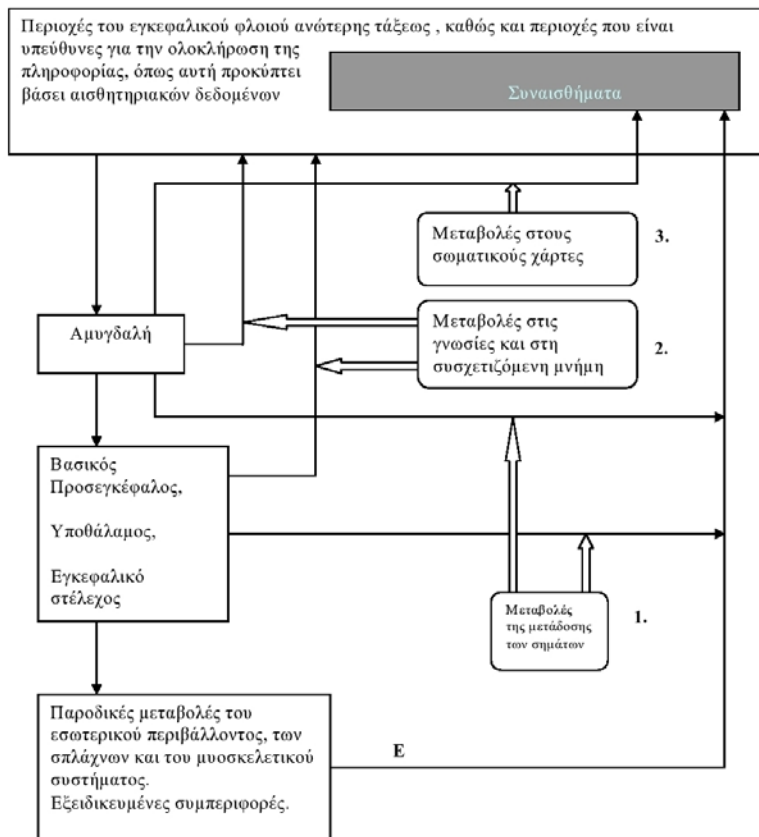 Περιοχές του εγκεφαλικού φλοιού ανώτερης τάξεως , καθώς και περιοχές που είναι
υπεύθυνες για την ολοκλήρωση της
πληροφορίας, όπως αυτή προκύπτει
βάσει αισθητηριακών δεδομένων
Συναισθήματα
Μεταβολές στους
σωματικούς χάρτες
3.
Αμυγδαλή
Μεταβολές στις
γνωσίες και στη
συσχετιζόμενη μνήμη
2.
Βασικός
Προσεγκέφαλος,
Υποθάλαμος,
Εγκεφαλικό
στέλεχος
Μεταβολές
της μετάδοσης
των σημάτων
1.
Παροδικές μεταβολές του
εσωτερικού περιβάλλοντος, των
σπλάχνων και του μυοσκελετικού
συστήματος.
Εξειδικευμένες συμπεριφορές.
Ε